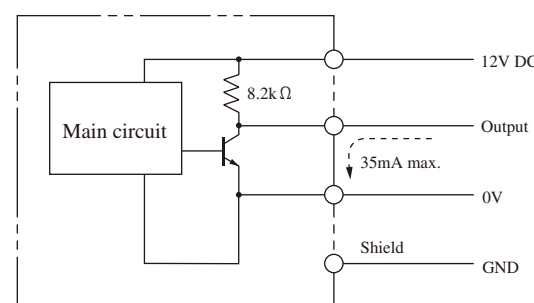 12V DC
8.2kΩ
Main circuit
Output
35mA max.
0V
Shield
GND